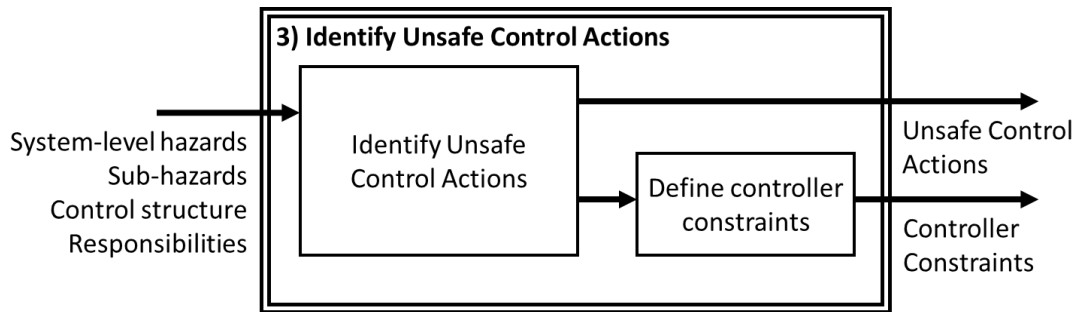 3) Identify Unsafe Control Actions
System-level hazards
Sub-hazards
Control structure
Responsibilities
Identify Unsafe
Control Actions
Define controller
constraints
Unsafe Control
Actions
Controller
Constraints